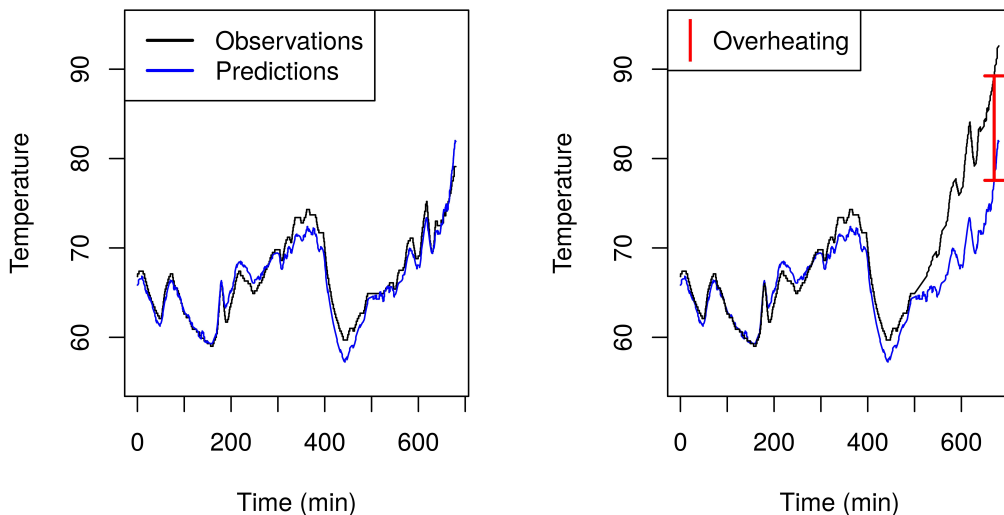 Observations
Predictions
Temperature
90
80
70
60
0
200
400
600
Time (min)
Overheating
Temperature
90
80
70
60
0
200
400
600
Time (min)